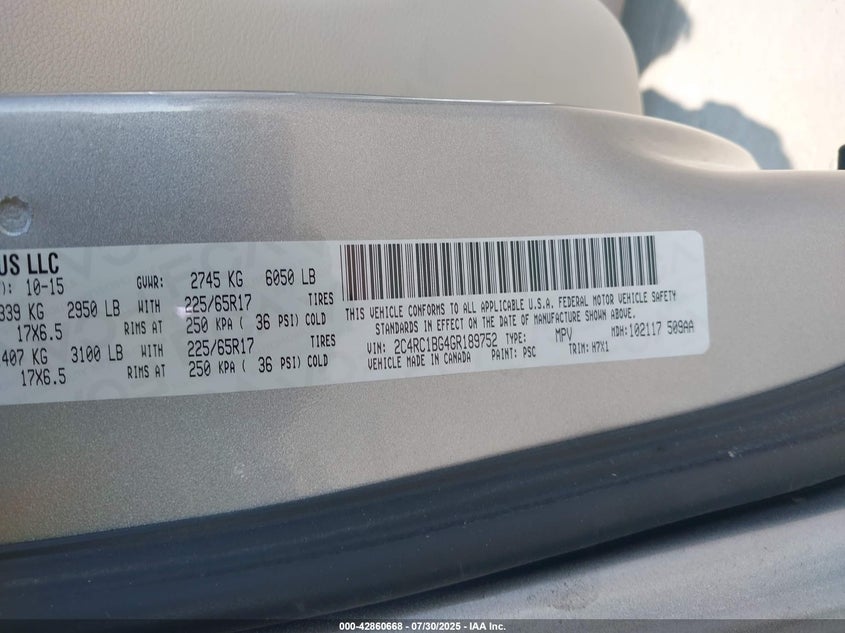 US LLC
): 10-15 GVWR: 2745 KG 6050 LB
339 KG 2950 LB WITH 225/65R17 TIRES
17X6.5 RIMS AT 250 KPA ( 36 PSI) COLD
407 KG 3100 LB WITH 225/65R17 TIRES
17X6.5 RIMS AT 250 KPA ( 36 PSI) COLD
THIS VEHICLE CONFORMS TO ALL APPLICABLE U.S.A. FEDERAL MOTOR VEHICLE SAFETY
STANDARDS IN EFFECT ON THE DATE OF MANUFACTURE SHOWN ABOVE.
VIN: 2C4RC1BG4GR189752 TYPE: MPV MDH: 102117 509AA
VEHICLE MADE IN CANADA PAINT: PSC TRIM: H7X1
000-42860668 - 07/30/2025 - IAA Inc.